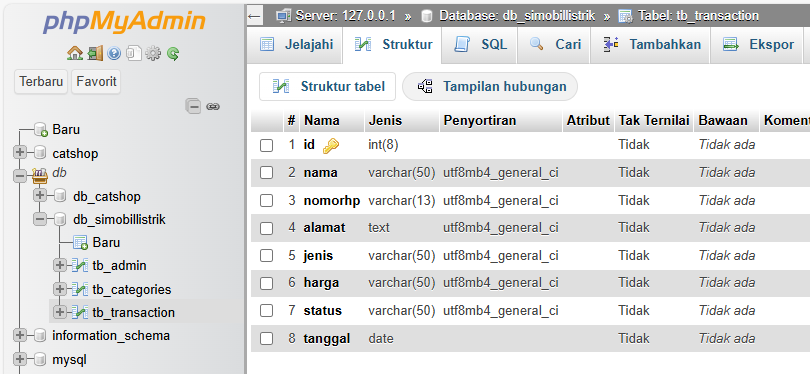 phpMyAdmin
Terbaru Favorit
Baru
catshop
db
db_catshop
db_simobillistrik
Baru
tb_admin
tb_categories
tb_transaction
information_schema
mysql
Server: 127.0.0.1 » Database: db_simobillistrik » Tabel: tb_transaction
Jelajahi Struktur SQL Cari Tambahkan Ekspor
Struktur tabel Tampilan hubungan
# Nama Jenis Penyortiran Atribut Tak Ternilai Bawaan Koment
1 id int(8) Tidak Tidak ada
2 nama varchar(50) utf8mb4_general_ci Tidak Tidak ada
3 nomorhp varchar(13) utf8mb4_general_ci Tidak Tidak ada
4 alamat text utf8mb4_general_ci Tidak Tidak ada
5 jenis varchar(50) utf8mb4_general_ci Tidak Tidak ada
6 harga varchar(50) utf8mb4_general_ci Tidak Tidak ada
7 status varchar(50) utf8mb4_general_ci Tidak Tidak ada
8 tanggal date Tidak Tidak ada